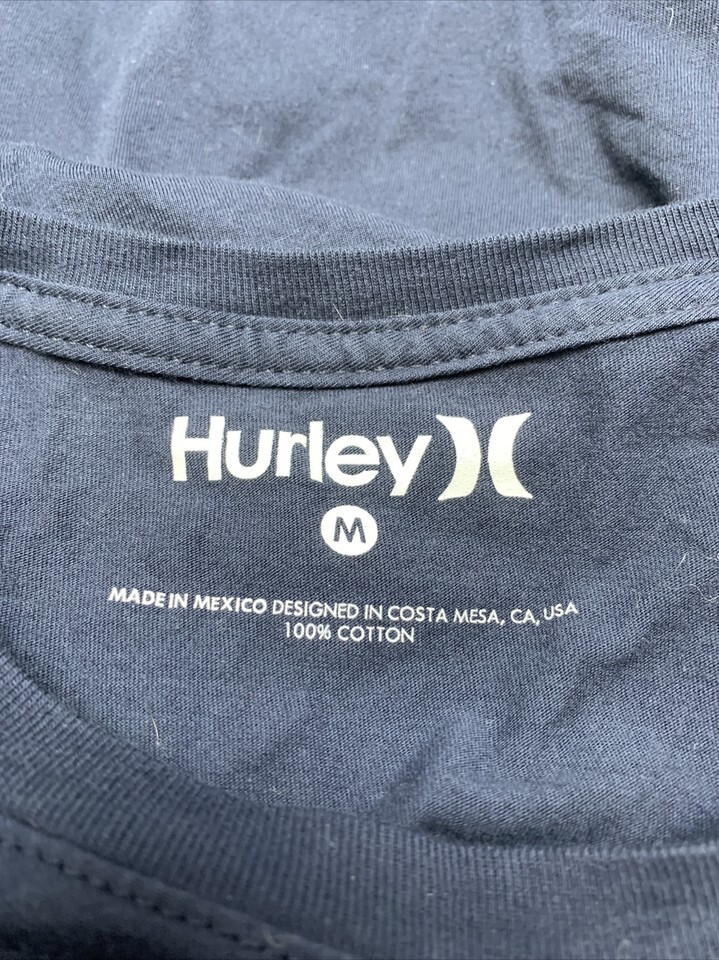 Hurley
M
MADE IN MEXICO DESIGNED IN COSTA MESA, CA, USA
100% COTTON